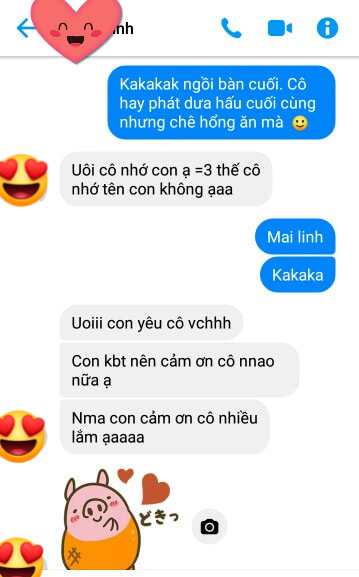 inh
Kakakak ngồi bàn cuối. Cô
hay phát dưa hấu cuối cùng
nhưng chê hổng ăn mà 🙂
Uôi cô nhớ con ạ =3 thế cô
nhớ tên con không ạaa
Mai linh
Kakaka
Uoiii con yêu cô vchhh
Con kbt nên cảm ơn cô nnao
nữa ạ
Nma con cảm ơn cô nhiều
lắm ạaaaa
どきっ